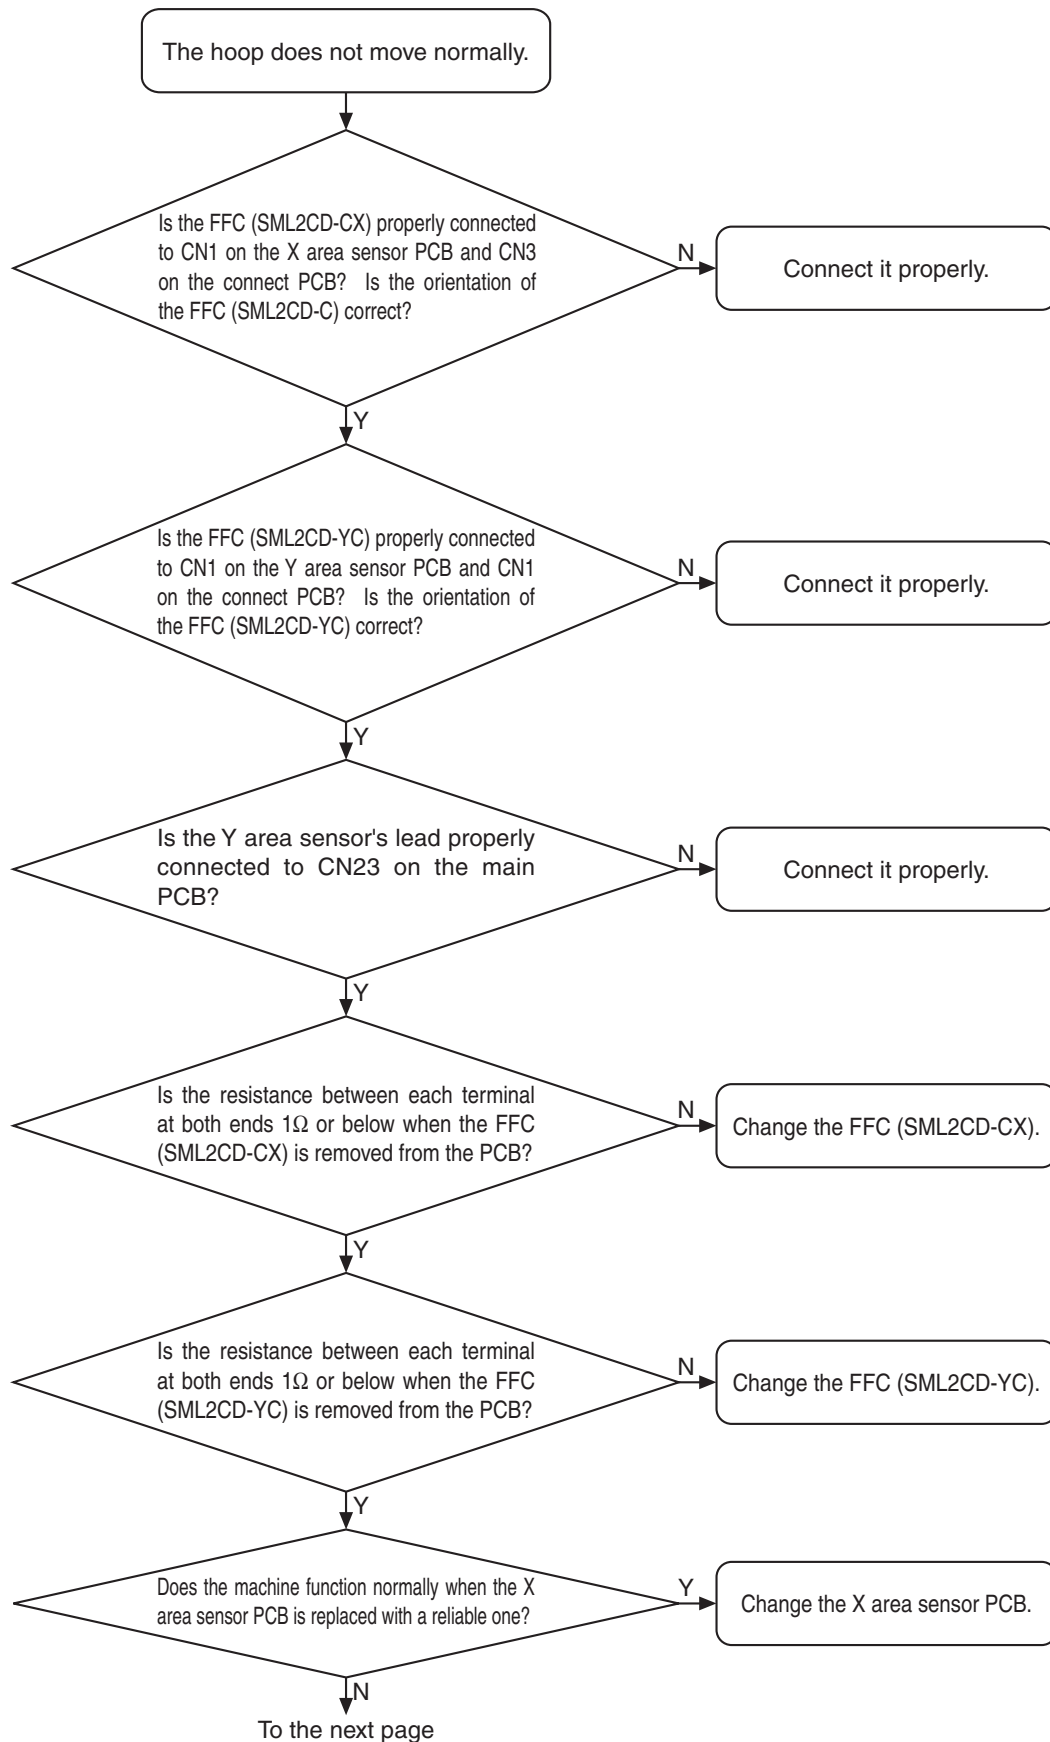 The hoop does not move normally.
Is the FFC (SML2CD-CX) properly connected
to CN1 on the X area sensor PCB and CN3
on the connect PCB? Is the orientation of
the FFC (SML2CD-C) correct?
N
Connect it properly.
Y
Is the FFC (SML2CD-YC) properly connected
to CN1 on the Y area sensor PCB and CN1
on the connect PCB? Is the orientation of
the FFC (SML2CD-YC) correct?
N
Connect it properly.
Y
Is the Y area sensor's lead properly
connected to CN23 on the main
PCB?
N
Connect it properly.
Y
Is the resistance between each terminal
at both ends 1Ω or below when the FFC
(SML2CD-CX) is removed from the PCB?
N
Change the FFC (SML2CD-CX).
Y
Is the resistance between each terminal
at both ends 1Ω or below when the FFC
(SML2CD-YC) is removed from the PCB?
N
Change the FFC (SML2CD-YC).
Y
Does the machine function normally when the X
area sensor PCB is replaced with a reliable one?
Y
Change the X area sensor PCB.
N
To the next page